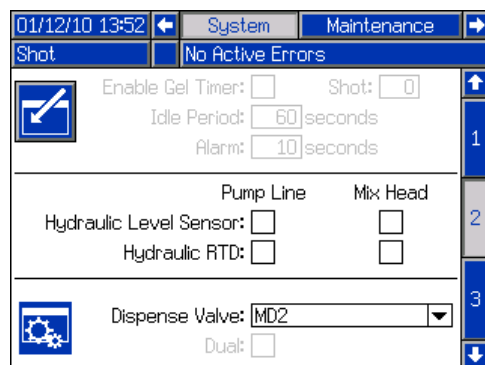 01/12/10 13:52 System Maintenance
Shot No Active Errors
Enable Gel Timer: Shot: 0
Idle Period: 60 seconds
Alarm: 10 seconds
1
Pump Line Mix Head
Hydraulic Level Sensor:
2
Hydraulic RTD:
3
Dispense Valve: MD2
Dual: